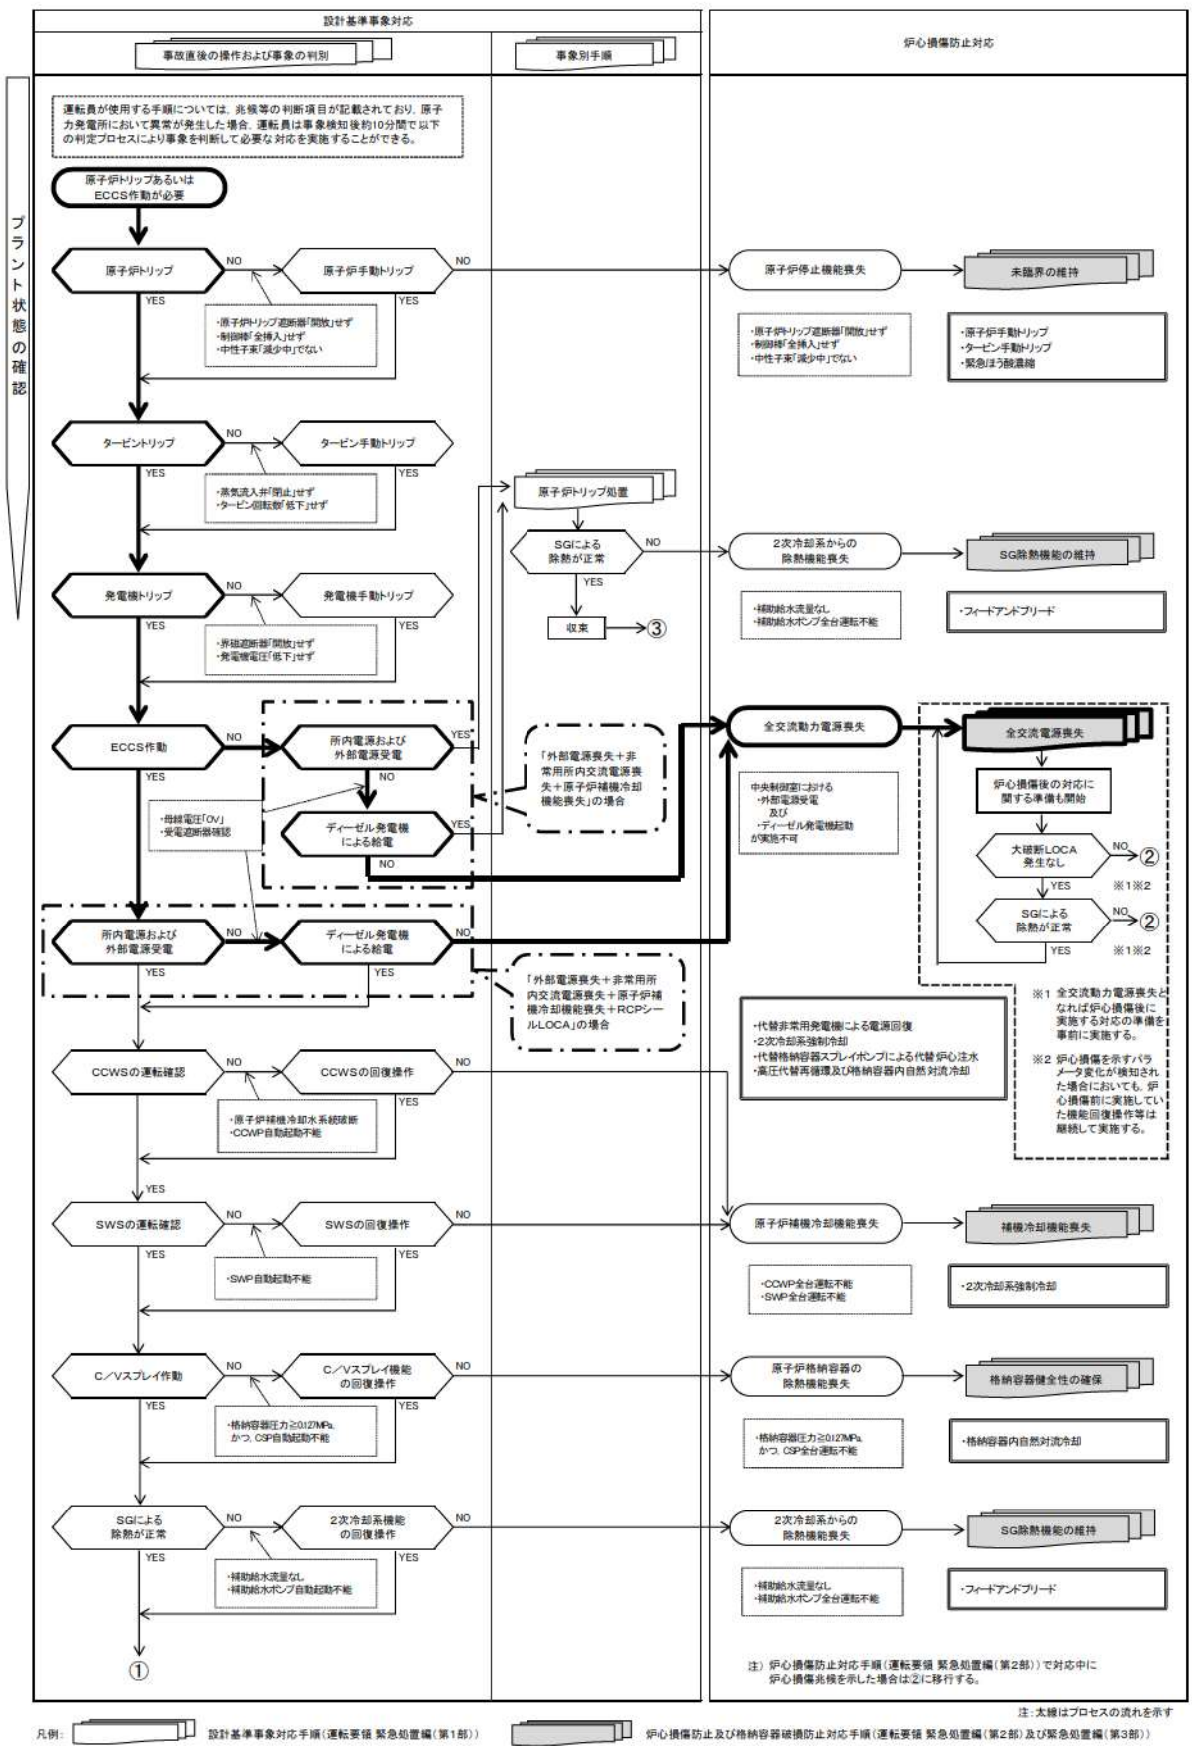 設計基準事象対応
炉心損傷防止対応
事故直後の操作および事象の判別
事象別手順
プラント状態の確認
運転員が使用する手順については、兆候等の判断項目が記載されており、原子
力発電所において異常が発生した場合、運転員は事象検知後約10分間で以下
の判定プロセスにより事象を判断して必要な対応を実施することができる。
原子炉トリップあるいは
ECCS作動が必要
原子炉トリップ
NO
YES
原子炉手動トリップ
NO
YES
・原子炉トリップ遮断器「開放」せず
・制御棒「全挿入」せず
・中性子束「減少中」でない
原子炉停止機能喪失
未臨界の維持
・原子炉トリップ遮断器「開放」せず
・制御棒「全挿入」せず
・中性子束「減少中」でない
・原子炉手動トリップ
・タービン手動トリップ
・緊急ほう酸濃縮
タービントリップ
NO
YES
タービン手動トリップ
YES
・蒸気流入弁「閉止」せず
・タービン回転数「低下」せず
原子炉トリップ処置
SGによる
除熱が正常
NO
YES
収束
③
2次冷却系からの
除熱機能喪失
SG除熱機能の維持
・補助給水流量なし
・補助給水ポンプ全台運転不能
・フィードアンドブリード
発電機トリップ
NO
YES
発電機手動トリップ
YES
・界磁遮断器「開放」せず
・発電機電圧「低下」せず
ECCS作動
NO
YES
所内電源および
外部電源受電
YES
NO
ディーゼル発電機
による給電
YES
NO
・母線電圧「0V」
・受電遮断器確認
「外部電源喪失＋非
常用所内交流電源喪
失＋原子炉補機冷却
機能喪失」の場合
全交流動力電源喪失
中央制御室における
・外部電源受電
及び
・ディーゼル発電機起動
が実施不可
全交流電源喪失
炉心損傷後の対応に
関する準備も開始
大破断LOCA
発生なし
NO
②
YES
※1※2
SGによる
除熱が正常
NO
②
YES
※1※2
※1 全交流動力電源喪失と
なれば炉心損傷後に
実施する対応の準備を
事前に実施する。
※2 炉心損傷を示すパラ
メータ変化が検知され
た場合においても、炉
心損傷前に実施してい
た機能回復操作等は
継続して実施する。
所内電源および
外部電源受電
NO
YES
ディーゼル発電機
による給電
NO
YES
「外部電源喪失＋非常用所
内交流電源喪失＋原子炉補
機冷却機能喪失＋RCPシー
ルLOCA」の場合
・代替非常用発電機による電源回復
・2次冷却系強制冷却
・代替格納容器スプレイポンプによる代替炉心注水
・高圧代替再循環及び格納容器内自然対流冷却
CCWSの運転確認
NO
YES
CCWSの回復操作
NO
YES
・原子炉補機冷却水系統破断
・CCWP自動起動不能
SWSの運転確認
NO
YES
SWSの回復操作
NO
YES
・SWP自動起動不能
原子炉補機冷却機能喪失
補機冷却機能喪失
・CCWP全台運転不能
・SWP全台運転不能
・2次冷却系強制冷却
C／Vスプレイ作動
NO
YES
C／Vスプレイ機能
の回復操作
NO
YES
・格納容器圧力≧0.127MPa、
かつ、CSP自動起動不能
原子炉格納容器の
除熱機能喪失
格納容器健全性の確保
・格納容器圧力≧0.127MPa、
かつ、CSP全台運転不能
・格納容器内自然対流冷却
SGによる
除熱が正常
NO
YES
2次冷却系機能
の回復操作
NO
YES
・補助給水流量なし
・補助給水ポンプ自動起動不能
2次冷却系からの
除熱機能喪失
SG除熱機能の維持
・補助給水流量なし
・補助給水ポンプ全台運転不能
・フィードアンドブリード
①
注） 炉心損傷防止対応手順（運転要領 緊急処置編（第2部））で対応中に
炉心損傷兆候を示した場合は②に移行する。
注：太線はプロセスの流れを示す
凡例：
設計基準事象対応手順（運転要領 緊急処置編（第1部））
炉心損傷防止及び格納容器破損防止対応手順（運転要領 緊急処置編（第2部）及び緊急処置編（第3部））